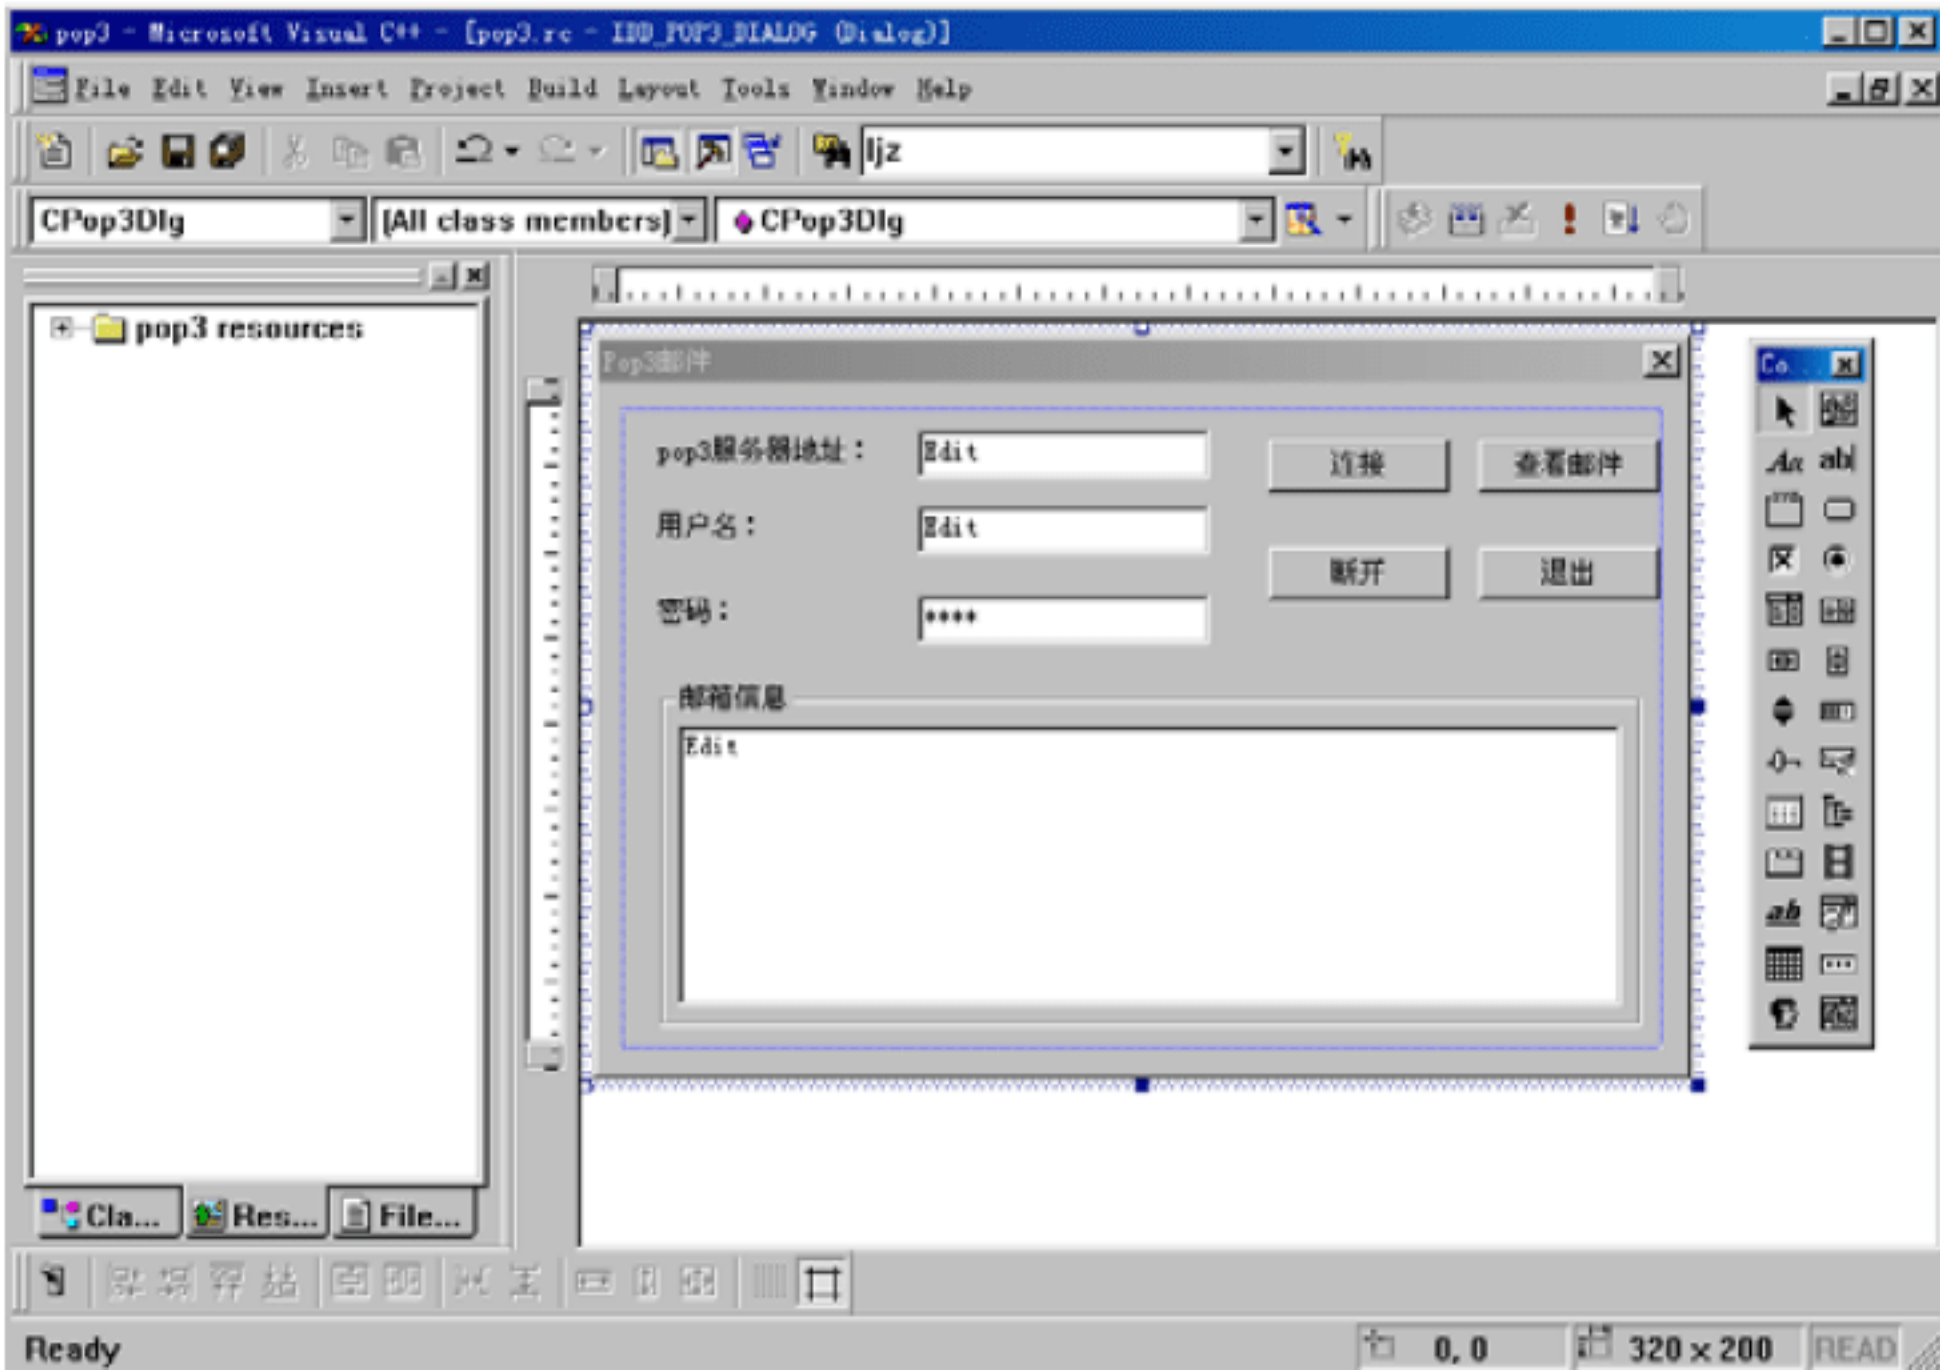 pop3 - Microsoft Visual C++ - [pop3.rc - IDD_POP3_DIALOG (Dialog)]
File Edit View Insert Project Build Layout Tools Window Help
ljz
CPop3Dlg [All class members] CPop3Dlg
pop3 resources
Co...
Pop3邮件
pop3服务器地址： Edit 连接 查看邮件
用户名： Edit
断开 退出
密码： ****
邮箱信息
Edit
Cla... Res... File...
Ready 0, 0 320 x 200 READ